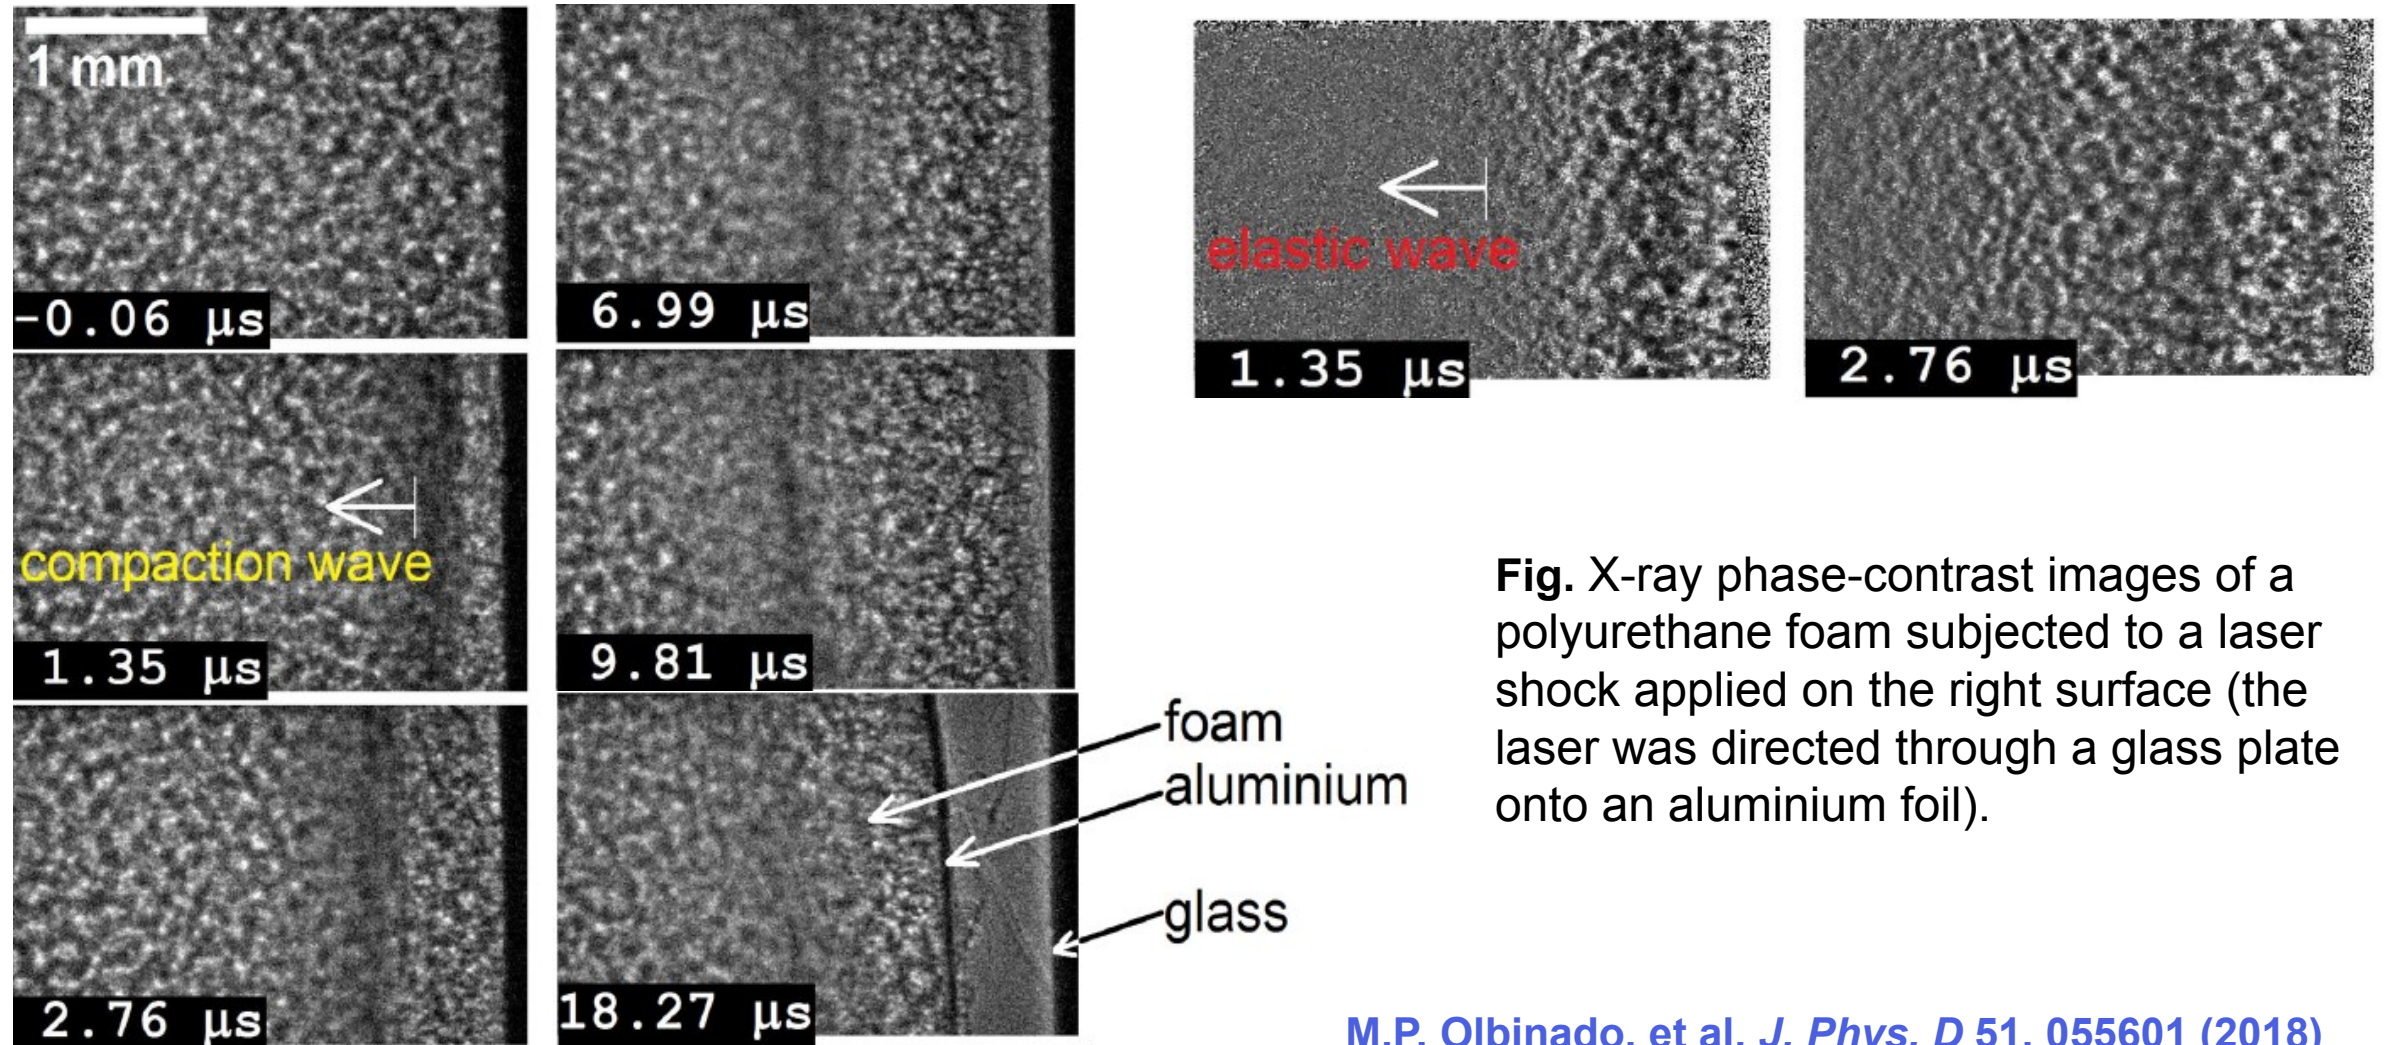 1 mm
-0.06 µs
6.99 µs
1.35 µs
2.76 µs
elastic wave
compaction wave
1.35 µs
9.81 µs
2.76 µs
18.27 µs
foam
aluminium
glass
Fig. X-ray phase-contrast images of a
polyurethane foam subjected to a laser
shock applied on the right surface (the
laser was directed through a glass plate
onto an aluminium foil).
M.P. Olbinado, et al. J. Phys. D 51, 055601 (2018)